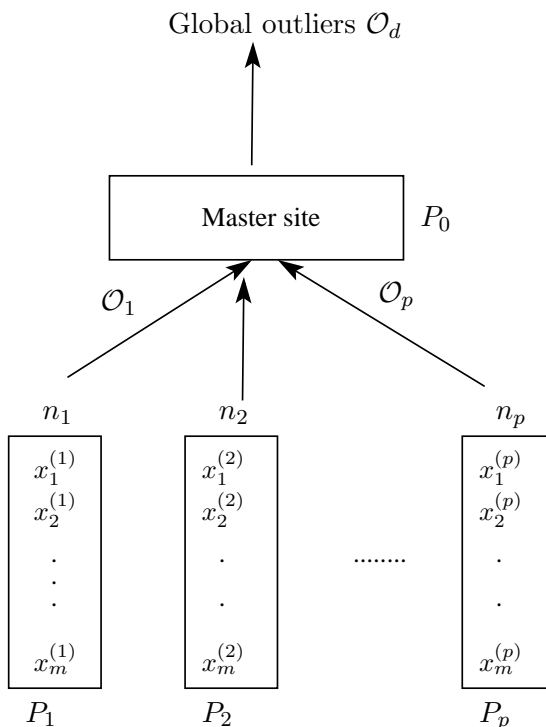 Global outliers 𝒪_d
Master site
P_0
𝒪_1
𝒪_p
n_1 n_2 n_p
x_1^{(1)} x_1^{(2)} x_1^{(p)}
x_2^{(1)} x_2^{(2)} x_2^{(p)}
. . ........ .
.
. . .
x_m^{(1)} x_m^{(2)} x_m^{(p)}
P_1 P_2 P_p